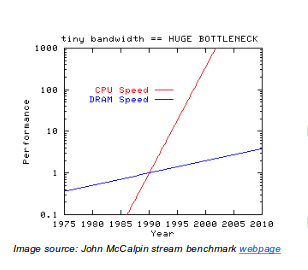 tiny bandwidth == HUGE BOTTLENECK
1000
100
10
1
0.1
Performance
CPU Speed
DRAM Speed
1975 1980 1985 1990 1995 2000 2005 2010
Year
Image source: John McCalpin stream benchmark webpage